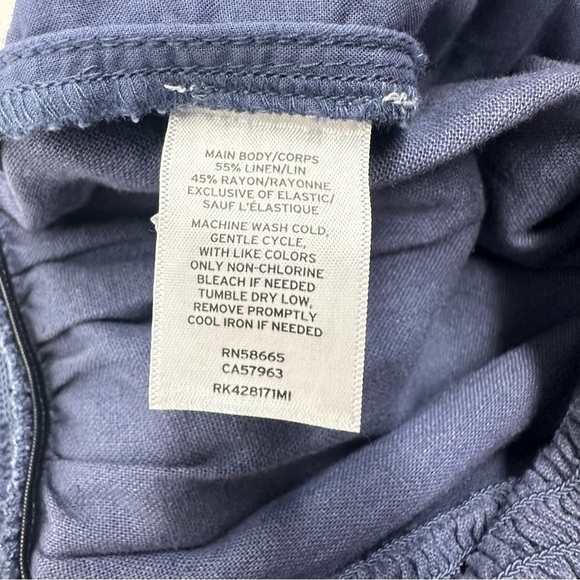 MAIN BODY/CORPS
55% LINEN/LIN
45% RAYON/RAYONNE
EXCLUSIVE OF ELASTIC/
SAUF L'ÉLASTIQUE
MACHINE WASH COLD,
GENTLE CYCLE,
WITH LIKE COLORS
ONLY NON-CHLORINE
BLEACH IF NEEDED
TUMBLE DRY LOW,
REMOVE PROMPTLY
COOL IRON IF NEEDED
RN58665
CA57963
RK428171MI